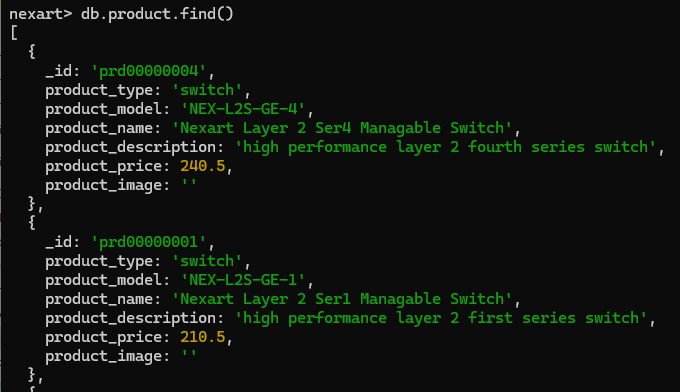 nexart> db.product.find()
[
  {
    _id: 'prd00000004',
    product_type: 'switch',
    product_model: 'NEX-L2S-GE-4',
    product_name: 'Nexart Layer 2 Ser4 Managable Switch',
    product_description: 'high performance layer 2 fourth series switch',
    product_price: 240.5,
    product_image: ''
  },
  {
    _id: 'prd00000001',
    product_type: 'switch',
    product_model: 'NEX-L2S-GE-1',
    product_name: 'Nexart Layer 2 Ser1 Managable Switch',
    product_description: 'high performance layer 2 first series switch',
    product_price: 210.5,
    product_image: ''
  },
  {